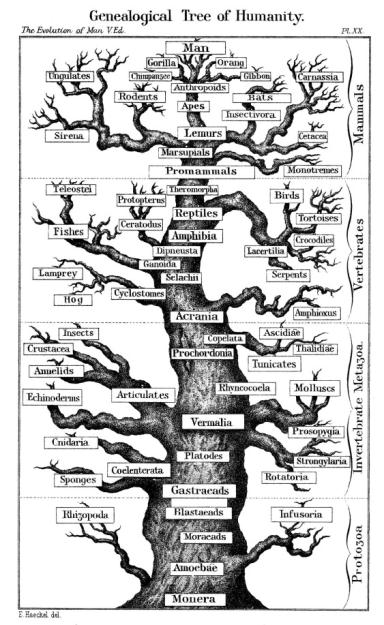 Genealogical Tree of Humanity.
The Evolution of Man V.Ed.
Pl.XX.
Man
Gorilla
Orang
Ungulates
Chimpanzee
Gibbon
Carnassia
Anthropoids
Rodents
Bats
Apes
Insectivora
Sirena
Lemurs
Cetacea
Marsupials
Promammals
Monotremes
Mammals
Teleostei
Theromorpha
Birds
Protopterus
Reptiles
Tortoises
Ceratodus
Fishes
Amphibia
Crocodiles
Dipneusta
Lacertilia
Ganoida
Lamprey
Selachii
Serpents
Cyclostomes
Hog
Acrania
Amphioxus
Vertebrates
Insects
Ascidiae
Copelata
Crustacea
Thalidiae
Prochordonia
Tunicates
Annelids
Rhyncocoela
Molluscs
Echinoderms
Articulates
Vermalia
Prosopygia
Cnidaria
Platodes
Strongylaria
Coelenterata
Sponges
Rotatoria
Gastraeads
Invertebrate Metazoa.
Rhizopoda
Blastaeads
Infusoria
Moraeads
Amoebae
Monera
Protozoa
E. Haeckel. del.